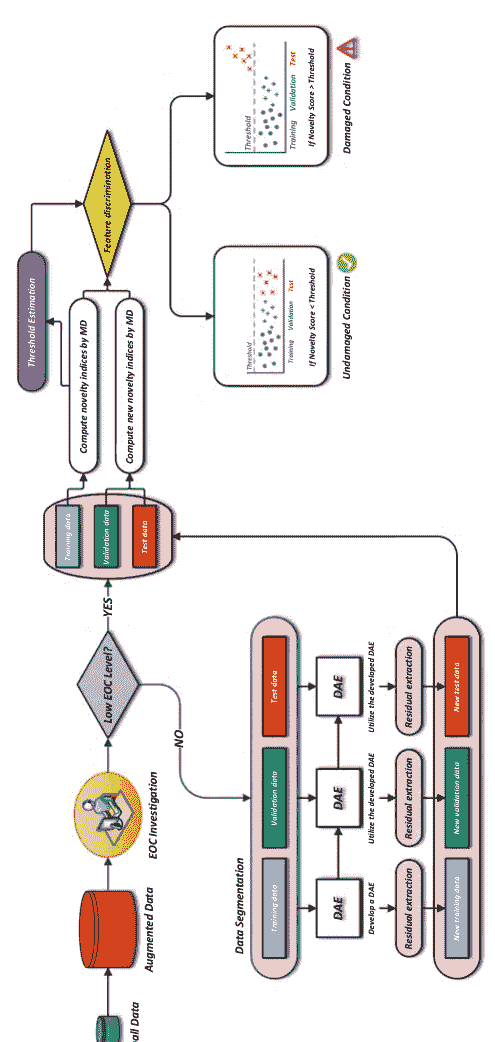 all Data
Augmented Data
EOC Investigation
Low EOC Level?
YES
NO
Training data
Validation data
Test data
Compute novelty indices by MD
Compute new novelty indices by MD
Threshold Estimation
Feature discrimination
Threshold
Training Validation Test
If Novelty Score < Threshold
Undamaged Condition
Threshold
Training Validation Test
If Novelty Score > Threshold
Damaged Condition
Data Segmentation
Training data
Validation data
Test data
DAE
DAE
DAE
Develop a DAE
Utilize the developed DAE
Utilize the developed DAE
Residual extraction
Residual extraction
Residual extraction
New training data
New validation data
New test data